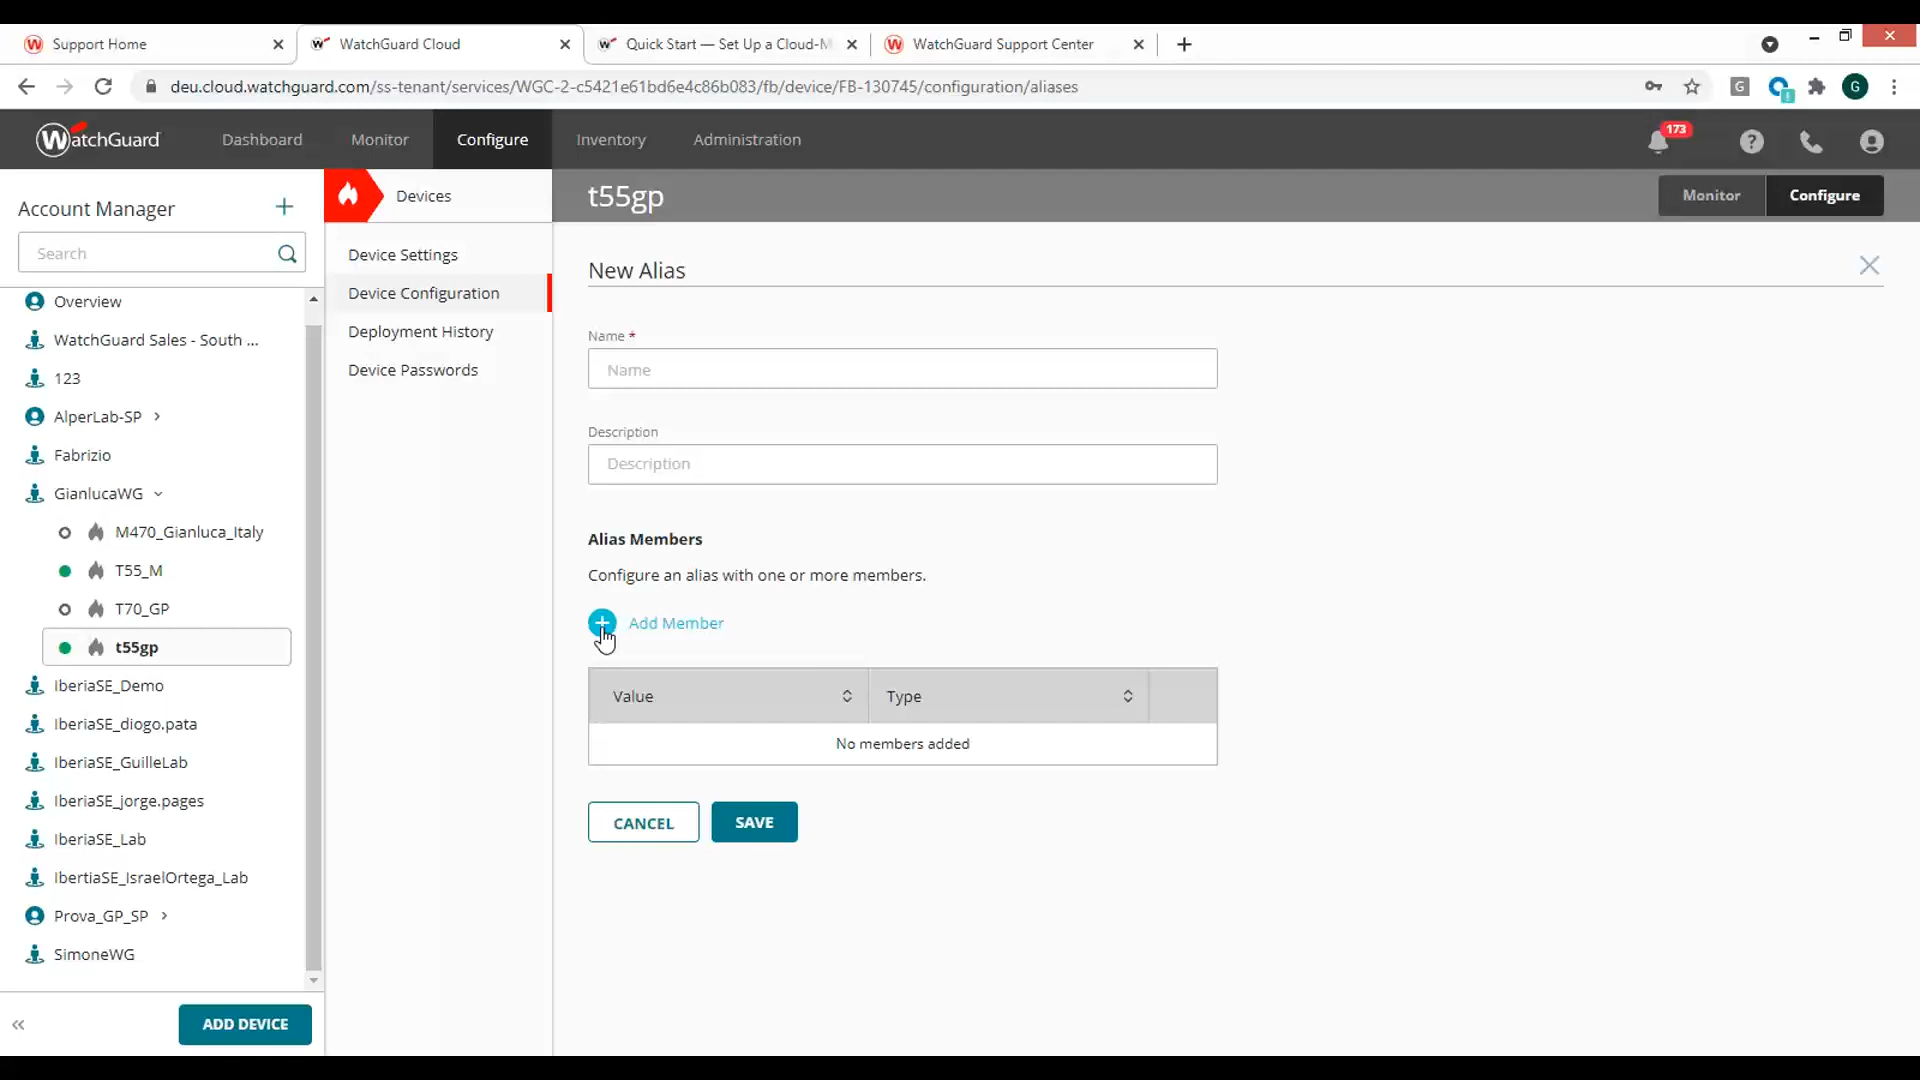 Support Home
WatchGuard Cloud
Quick Start — Set Up a Cloud-M
WatchGuard Support Center
deu.cloud.watchguard.com/ss-tenant/services/WGC-2-c5421e61bd6e4c86b083/fb/device/FB-130745/configuration/aliases
G
G
WatchGuard
Dashboard
Monitor
Configure
Inventory
Administration
173
Account Manager
Devices
t55gp
Monitor
Configure
Search
Device Settings
Device Configuration
Deployment History
Device Passwords
New Alias
Name *
Name
Description
Description
Alias Members
Configure an alias with one or more members.
Add Member
Value
Type
No members added
CANCEL
SAVE
Overview
WatchGuard Sales - South ...
123
AlperLab-SP
Fabrizio
GianlucaWG
M470_Gianluca_Italy
T55_M
T70_GP
t55gp
IberiaSE_Demo
IberiaSE_diogo.pata
IberiaSE_GuilleLab
IberiaSE_jorge.pages
IberiaSE_Lab
IbertiaSE_IsraelOrtega_Lab
Prova_GP_SP
SimoneWG
ADD DEVICE